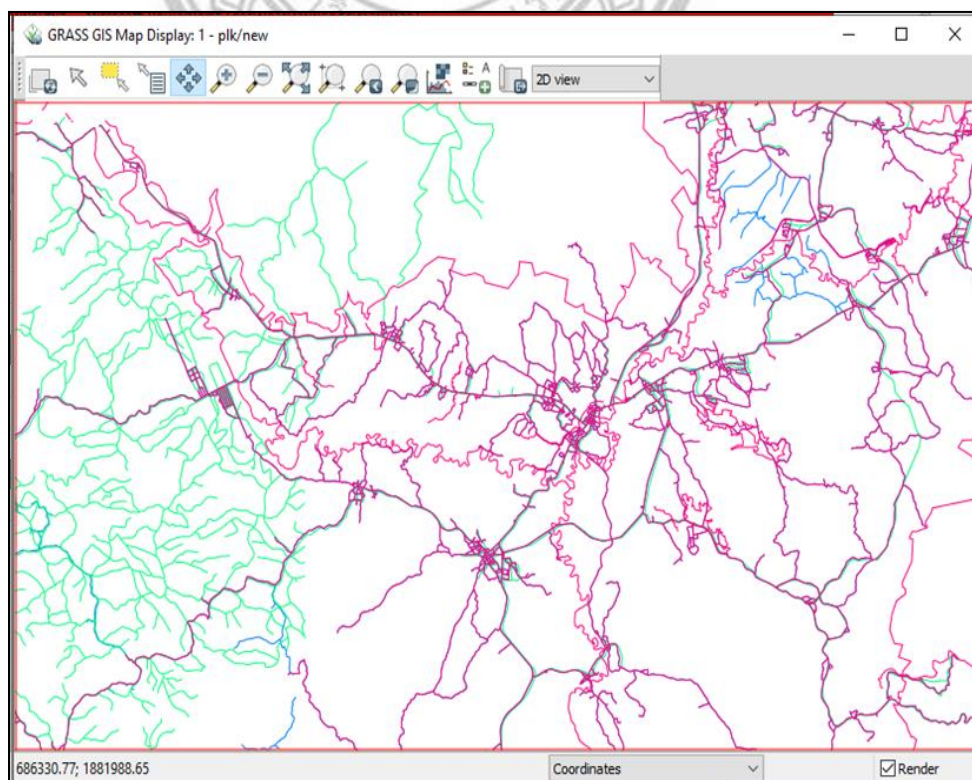 GRASS GIS Map Display: 1 - plk/new
2D view
686330.77; 1881988.65
Coordinates
Render